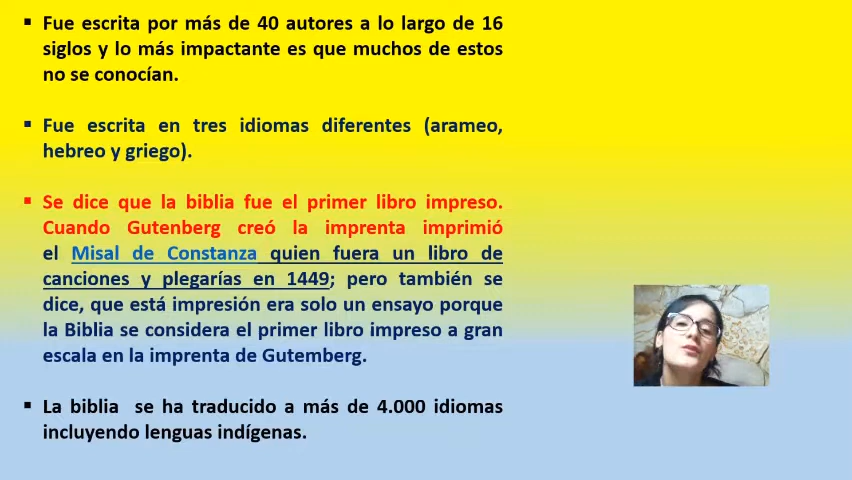 ▪ Fue escrita por más de 40 autores a lo largo de 16
siglos y lo más impactante es que muchos de estos
no se conocían.
▪ Fue escrita en tres idiomas diferentes (arameo,
hebreo y griego).
▪ Se dice que la biblia fue el primer libro impreso.
Cuando Gutenberg creó la imprenta imprimió
el Misal de Constanza quien fuera un libro de
canciones y plegarías en 1449; pero también se
dice, que está impresión era solo un ensayo porque
la Biblia se considera el primer libro impreso a gran
escala en la imprenta de Gutemberg.
▪ La biblia se ha traducido a más de 4.000 idiomas
incluyendo lenguas indígenas.